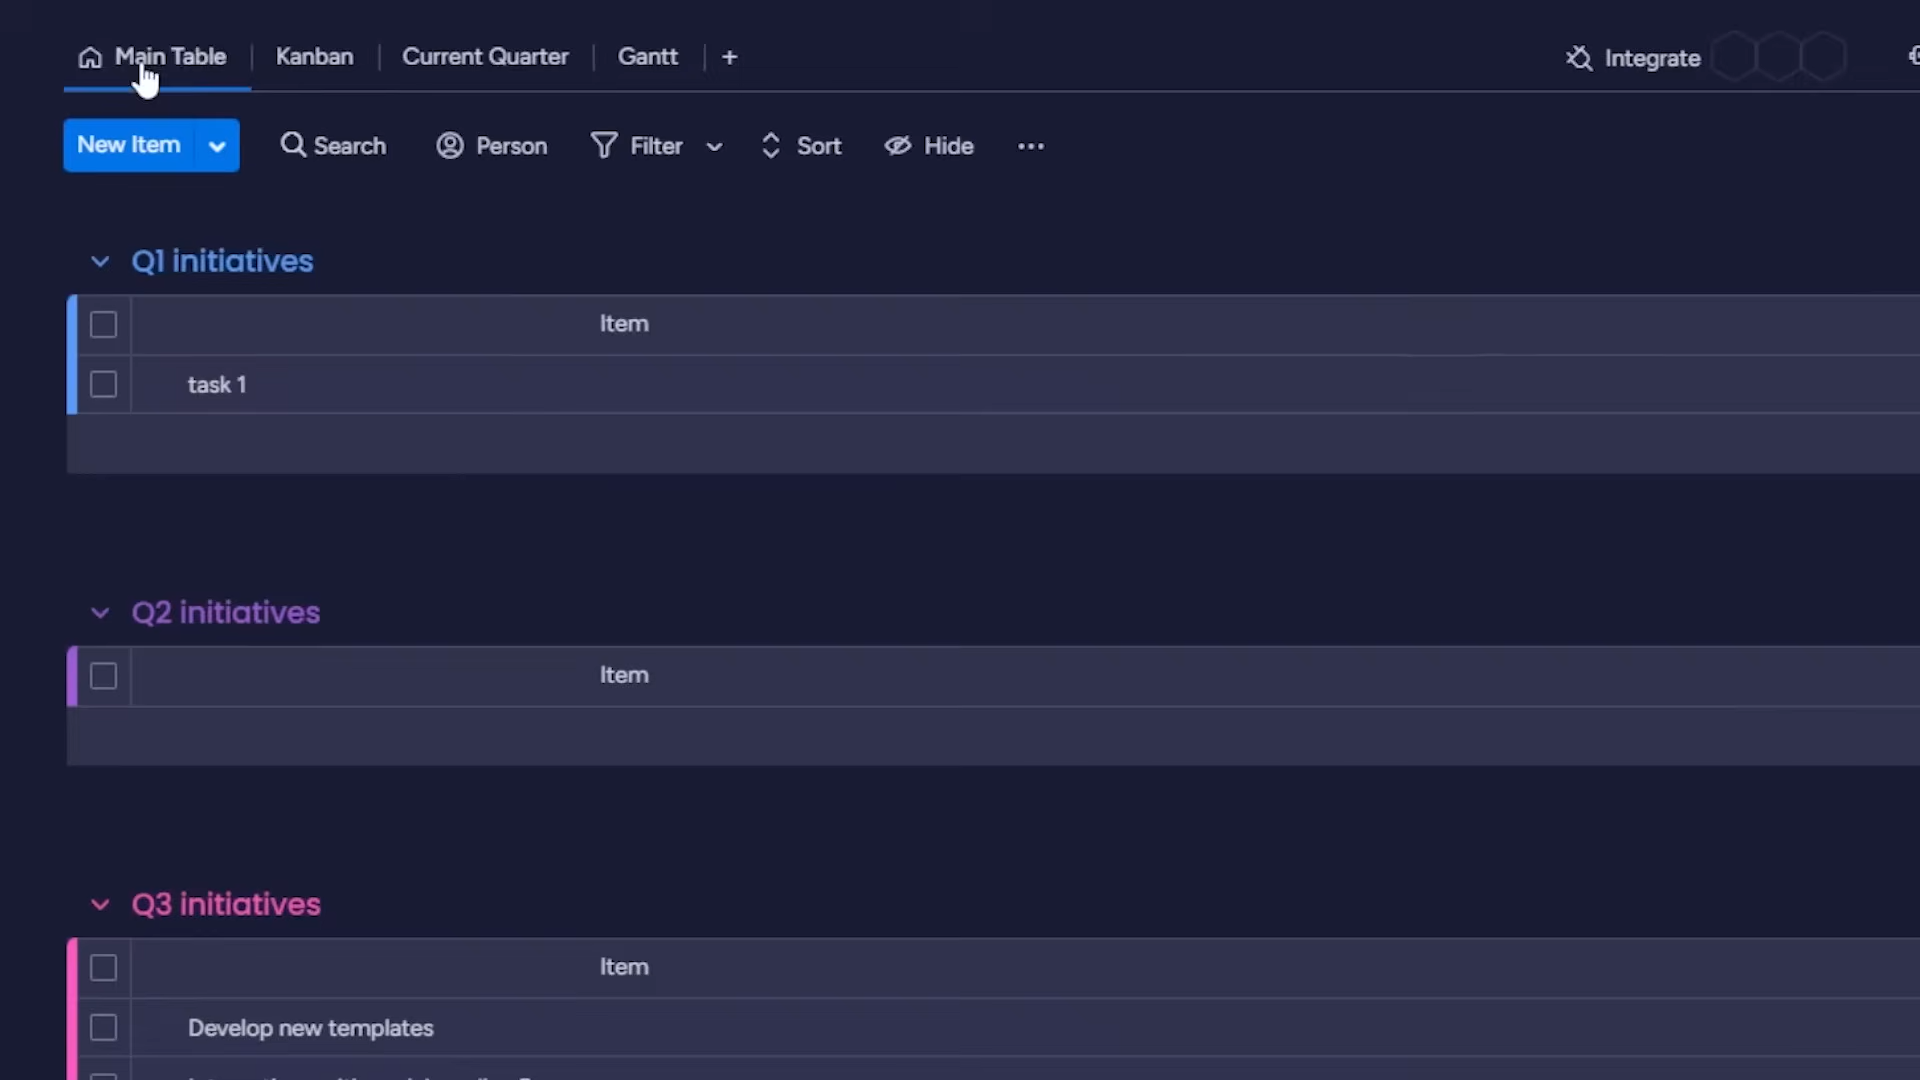 Main Table Kanban Current Quarter Gantt + Integrate
New Item Search Person Filter Sort Hide ...
Q1 initiatives
Item
task 1
Q2 initiatives
Item
Q3 initiatives
Item
Develop new templates